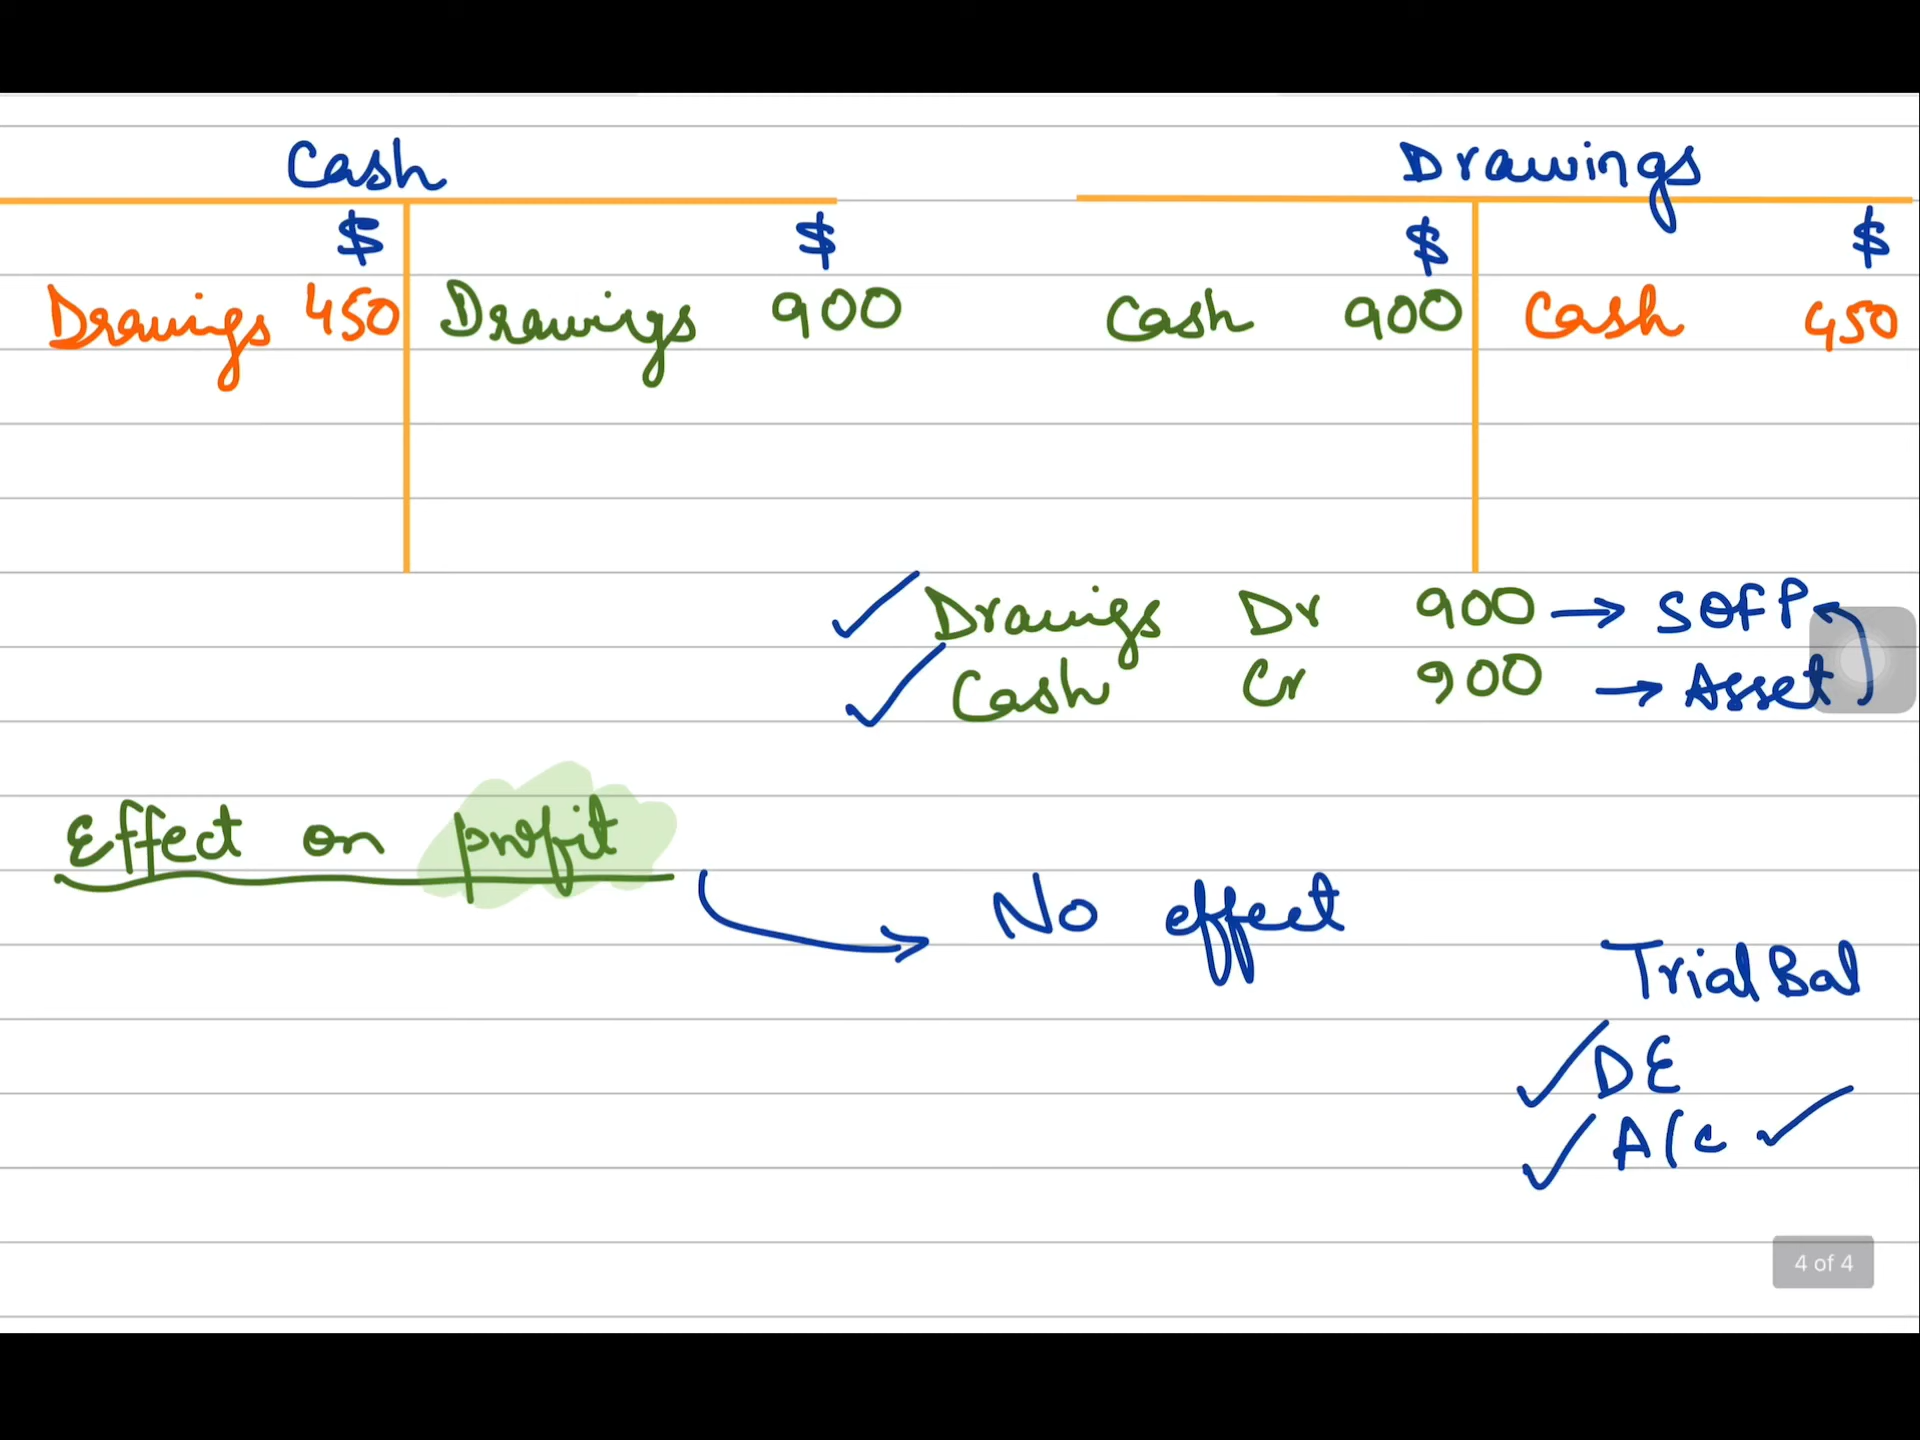 Cash Drawings
$ $ $ $
Drawings 450 Drawings 900 Cash 900 Cash 450
Drawings Dr 900 → SOFP
Cash Cr 900 → Asset
Effect on profit
No effect
Trial Bal
DE
A/c
4 of 4